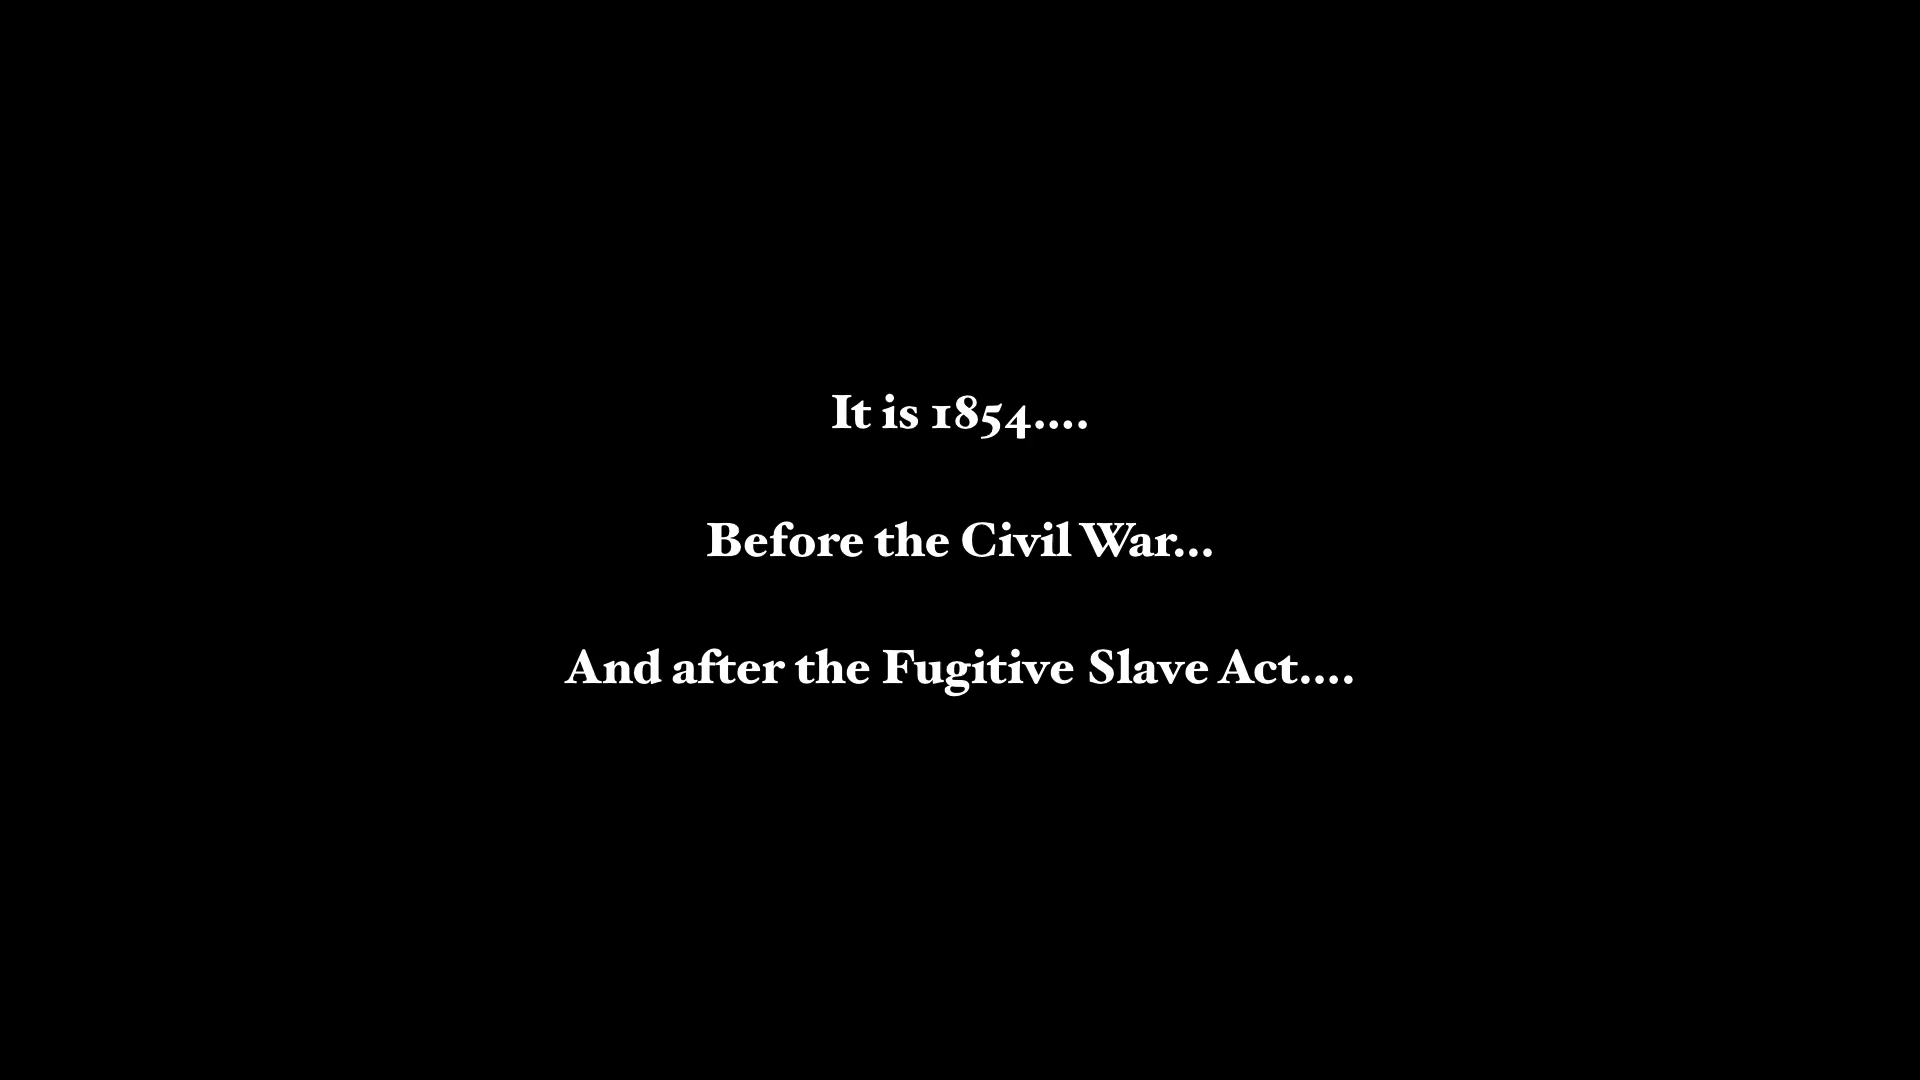 It is 1854....
Before the Civil War...
And after the Fugitive Slave Act....